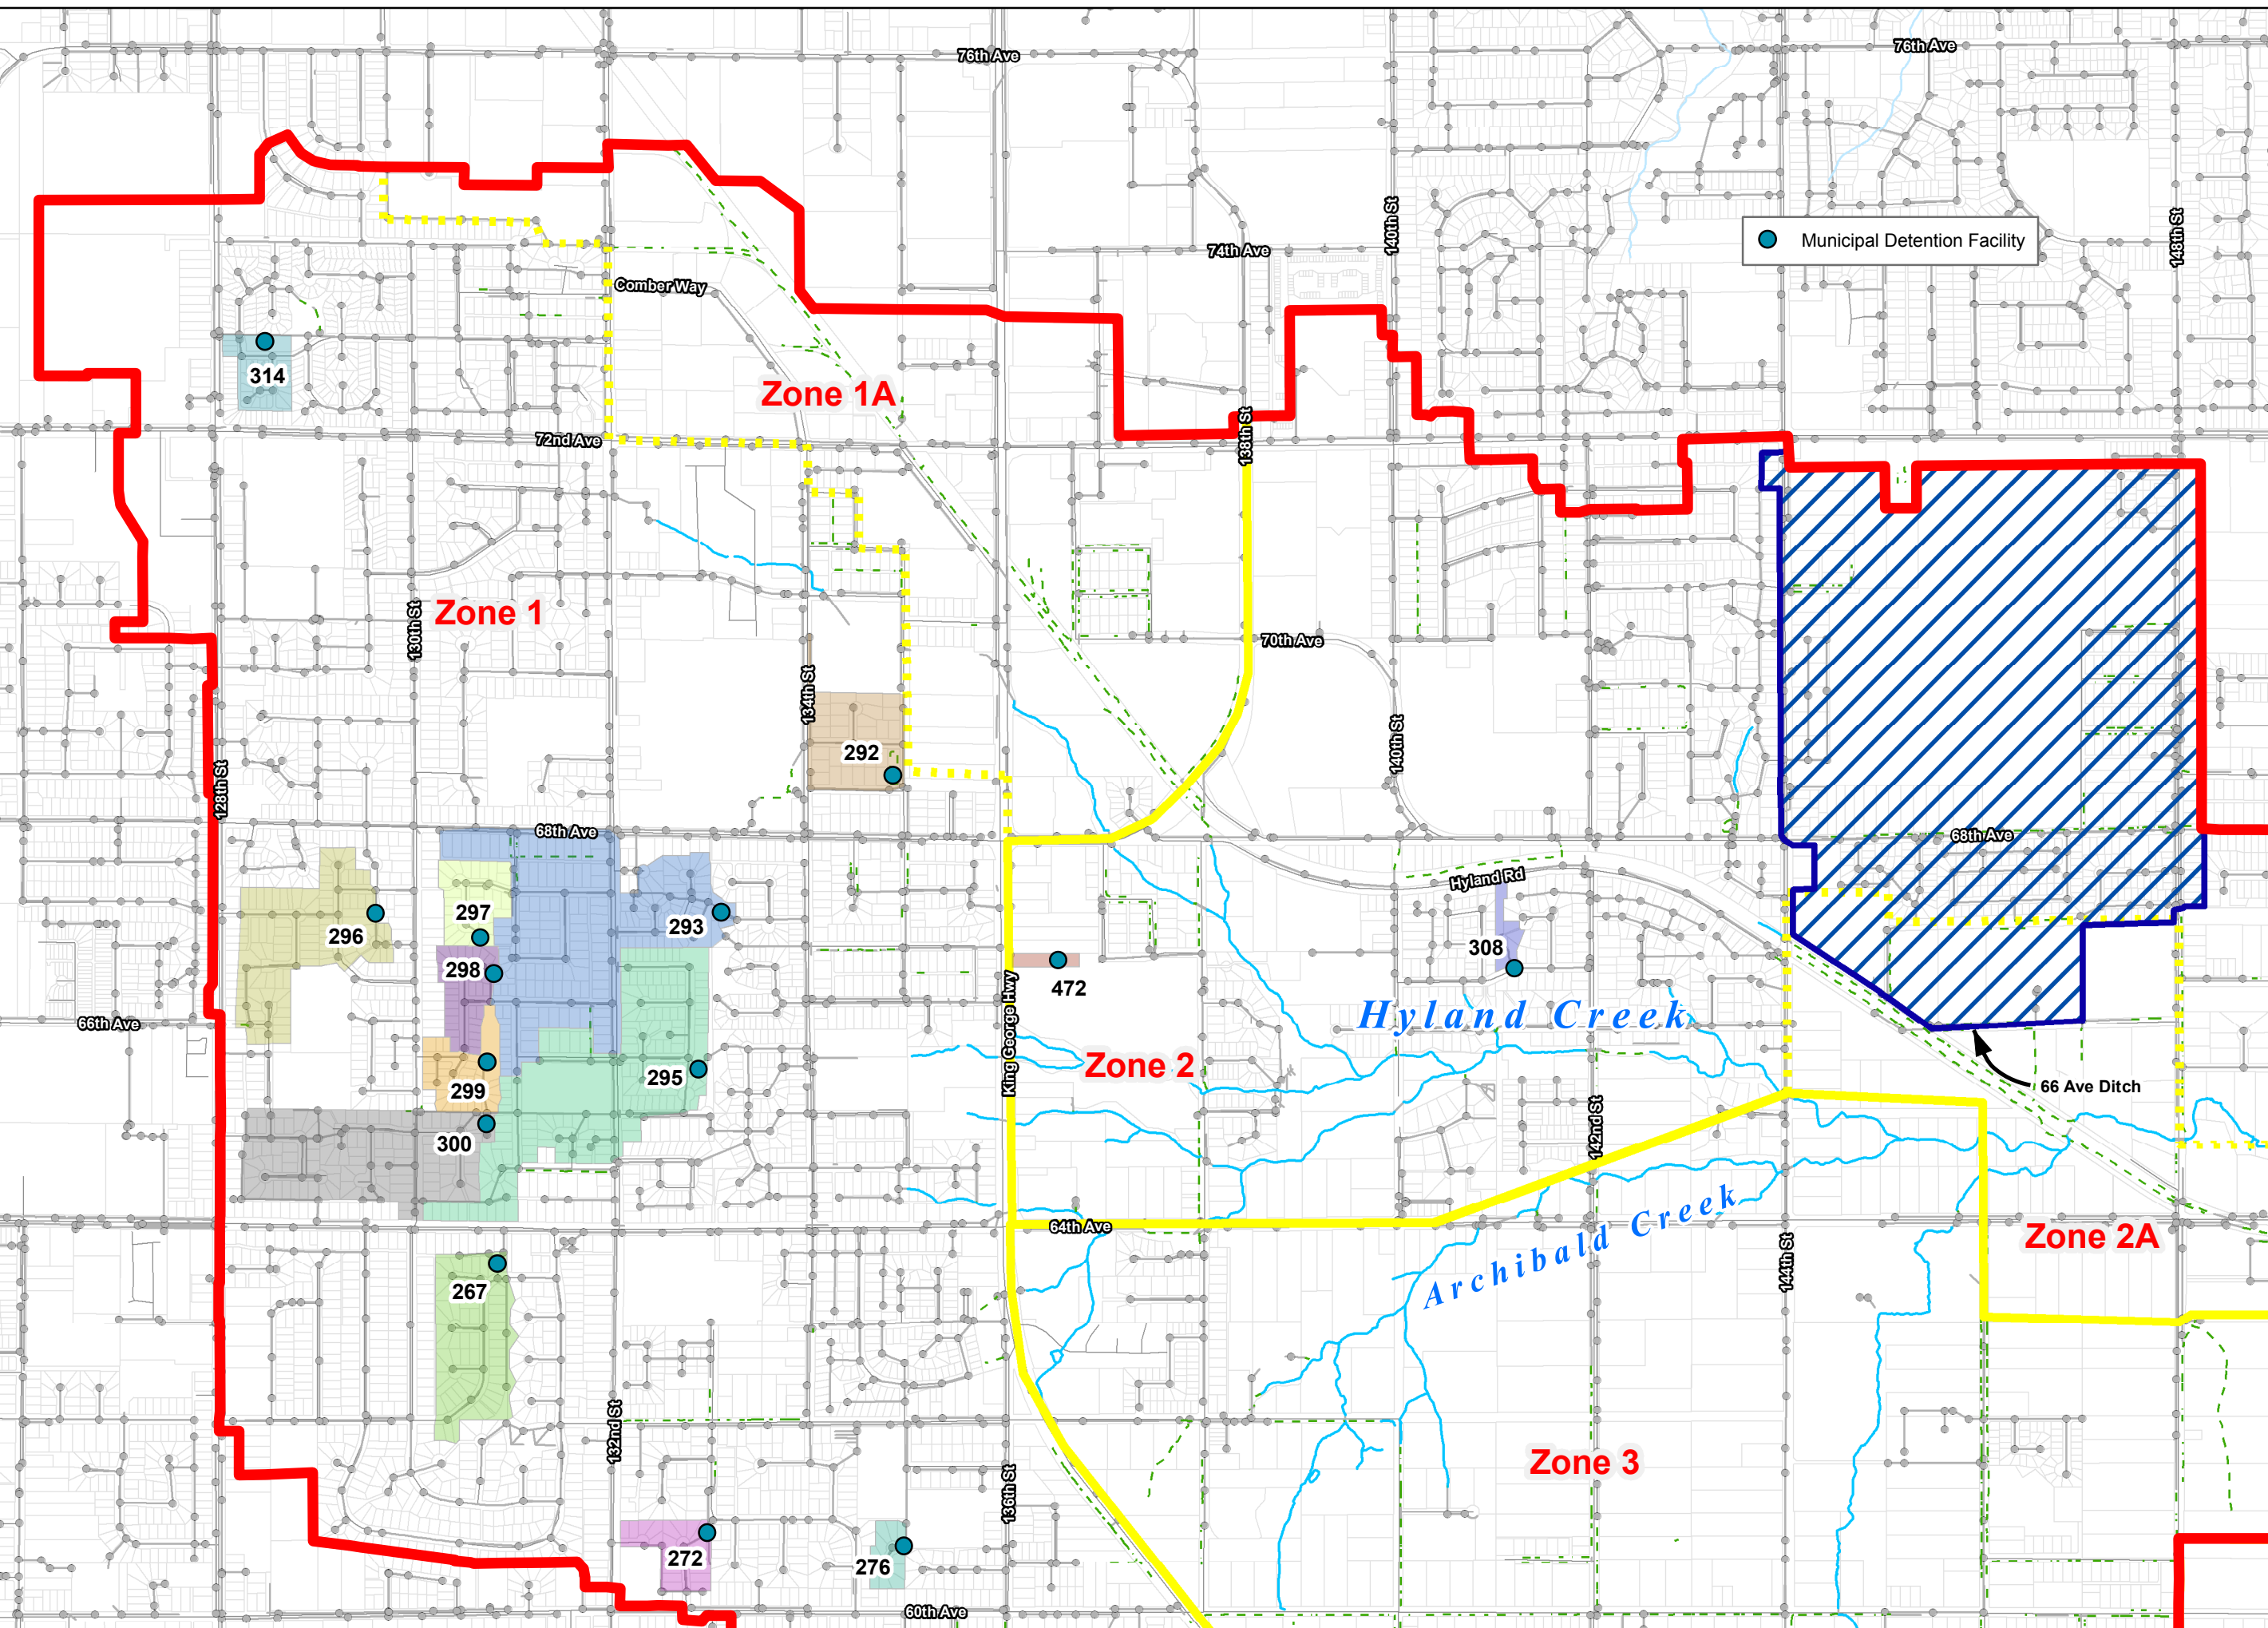 76th Ave
76th Ave
140th St
148th St
Municipal Detention Facility
74th Ave
Comber Way
314
Zone 1A
72nd Ave
138th St
Zone 1
130th St
70th Ave
134th St
292
140th St
128th St
68th Ave
68th Ave
Hyland Rd
297
293
296
308
298
472
Hyland Creek
66th Ave
King George Hwy
Zone 2
295
299
66 Ave Ditch
142nd St
300
64th Ave
Archibald Creek
Zone 2A
144th St
267
132nd St
Zone 3
136th St
272
276
60th Ave